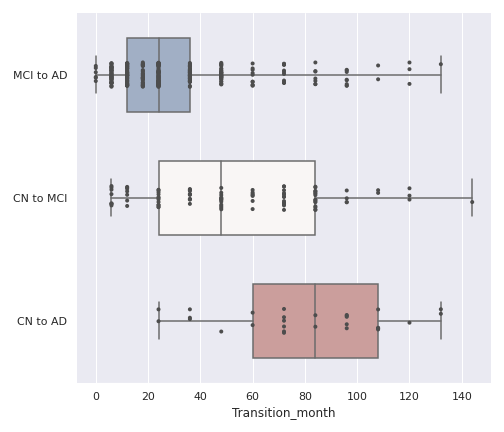 MCI to AD
CN to MCI
CN to AD
0 20 40 60 80 100 120 140
Transition_month